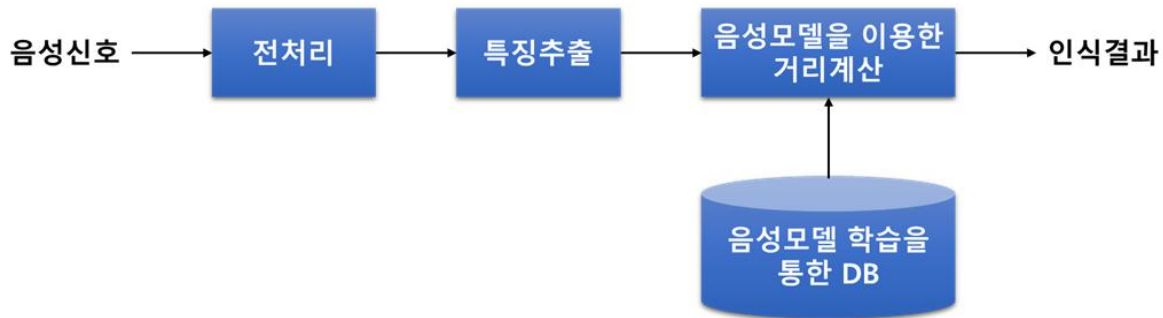 음성신호
전처리
특징추출
음성모델을 이용한
거리계산
인식결과
음성모델 학습을
통한 DB